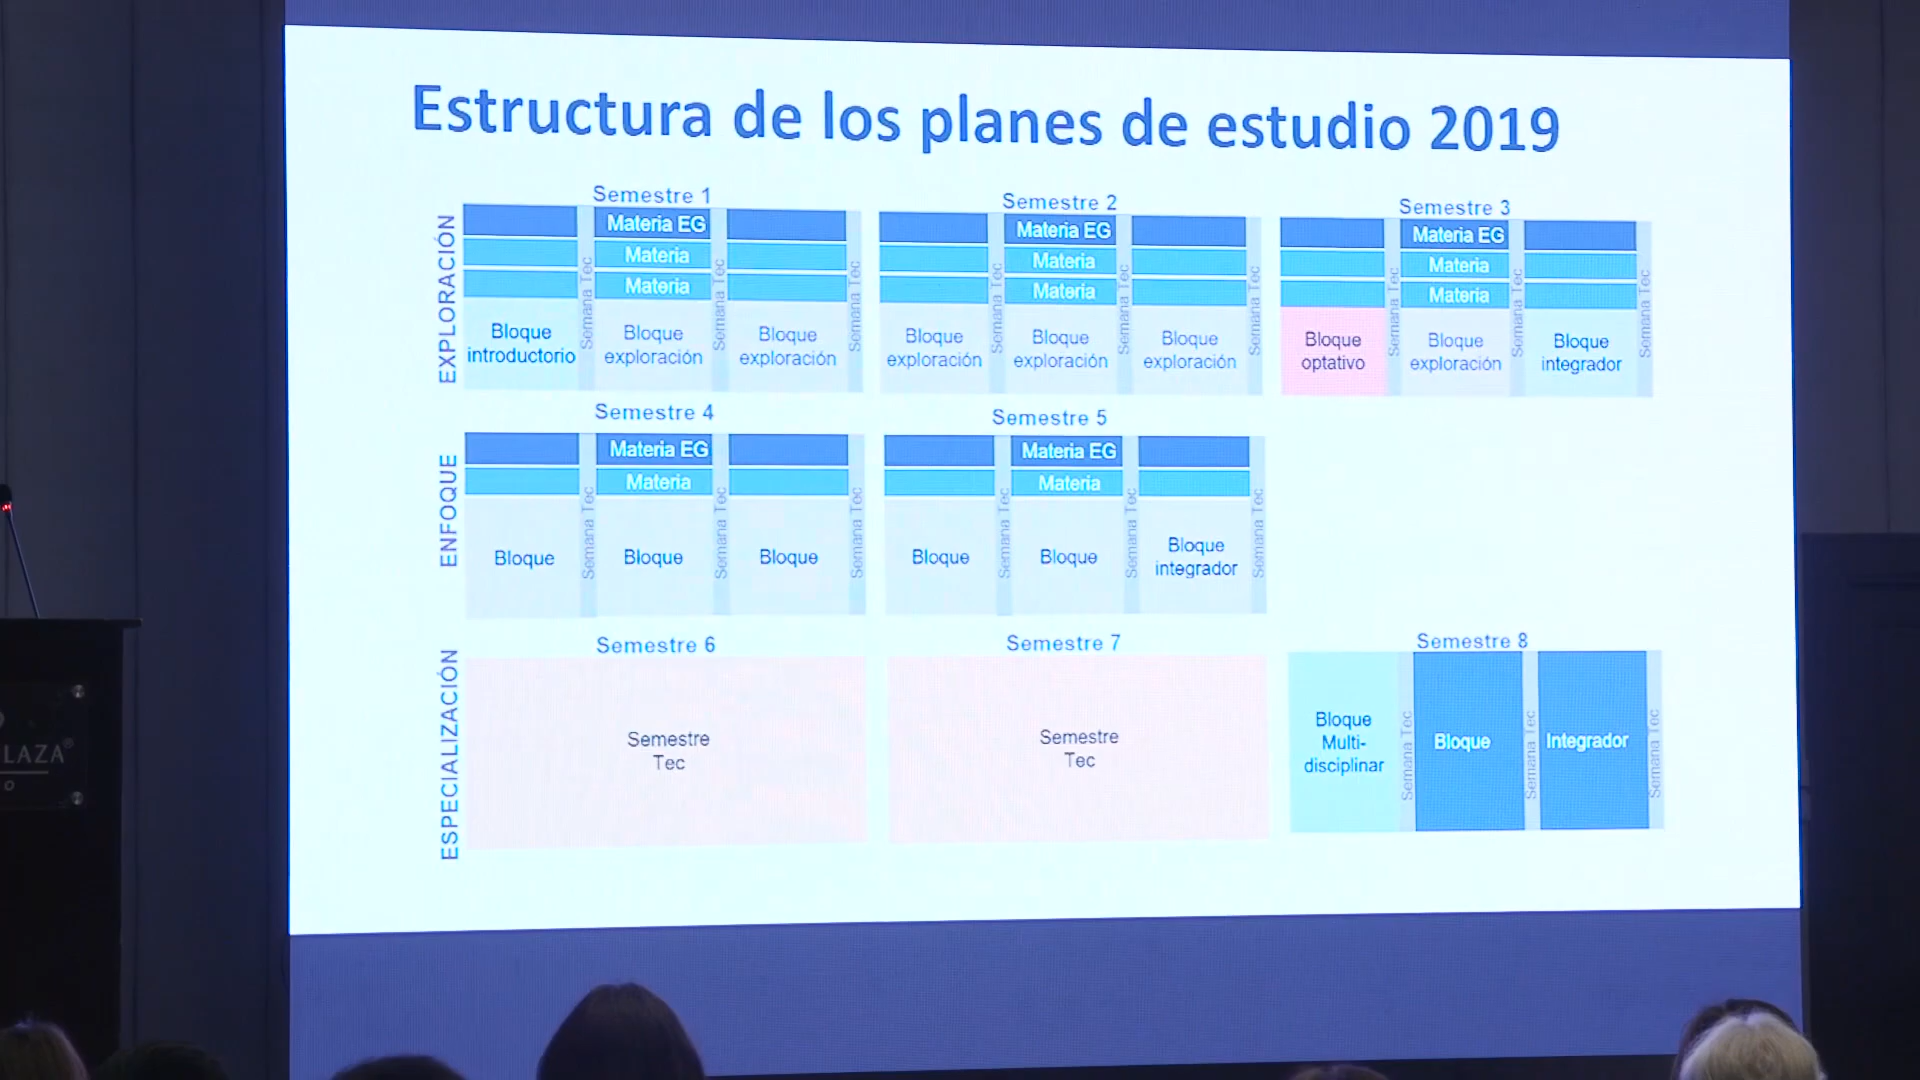 Estructura de los planes de estudio 2019
EXPLORACIÓN
Semestre 1
Materia EG
Materia
Materia
Bloque
introductorio
Semana Tec
Bloque
exploración
Semana Tec
Bloque
exploración
Semana Tec
Semestre 2
Materia EG
Materia
Materia
Bloque
exploración
Semana Tec
Bloque
exploración
Semana Tec
Bloque
exploración
Semana Tec
Semestre 3
Materia EG
Materia
Materia
Bloque
optativo
Semana Tec
Bloque
exploración
Semana Tec
Bloque
integrador
Semana Tec
ENFOQUE
Semestre 4
Materia EG
Materia
Bloque
Semana Tec
Bloque
Semana Tec
Bloque
Semana Tec
Semestre 5
Materia EG
Materia
Bloque
Semana Tec
Bloque
Semana Tec
Bloque
integrador
Semana Tec
ESPECIALIZACIÓN
Semestre 6
Semestre
Tec
Semestre 7
Semestre
Tec
Semestre 8
Bloque
Multi-
disciplinar
Semana Tec
Bloque
Semana Tec
Integrador
Semana Tec
LAZA®